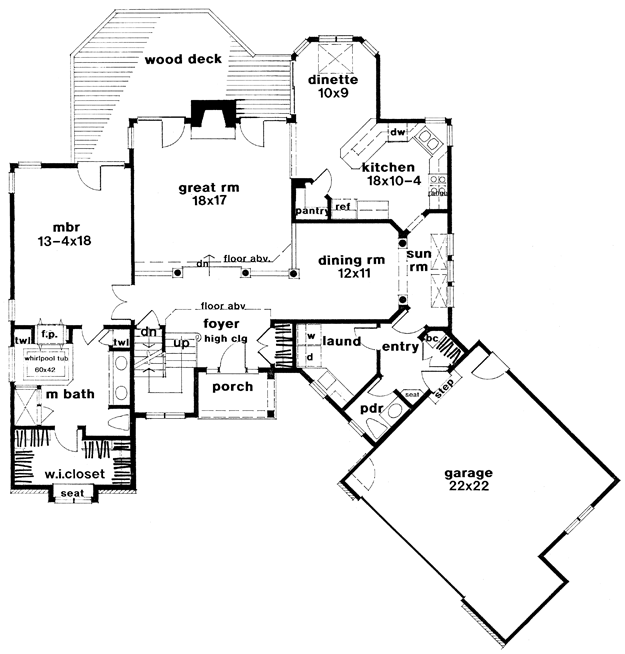 wood deck
dinette
10x9
dw
kitchen
18x10-4
range
great rm
18x17
pantry
ref
mbr
13-4x18
dn
floor abv.
dining rm
12x11
sun
rm
floor abv
foyer
high clg
dn
up
twl
f.p.
twl
whirlpool tub
60x42
m bath
w
d
laund
entry
bc
porch
seat
step
pdr
w.i.closet
seat
garage
22x22